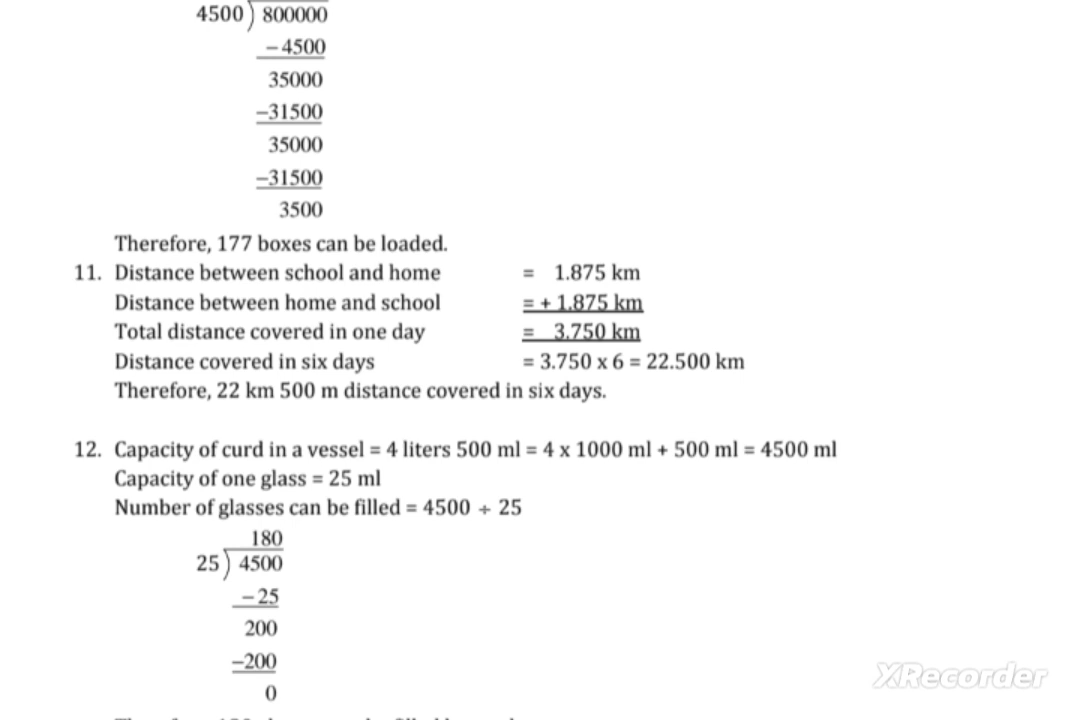 4500) 800000
–4500
35000
–31500
35000
–31500
3500
Therefore, 177 boxes can be loaded.
11. Distance between school and home = 1.875 km
Distance between home and school = + 1.875 km
Total distance covered in one day = 3.750 km
Distance covered in six days = 3.750 x 6 = 22.500 km
Therefore, 22 km 500 m distance covered in six days.
12. Capacity of curd in a vessel = 4 liters 500 ml = 4 x 1000 ml + 500 ml = 4500 ml
Capacity of one glass = 25 ml
Number of glasses can be filled = 4500 ÷ 25
180
25) 4500
–25
200
–200
0
XRecorder